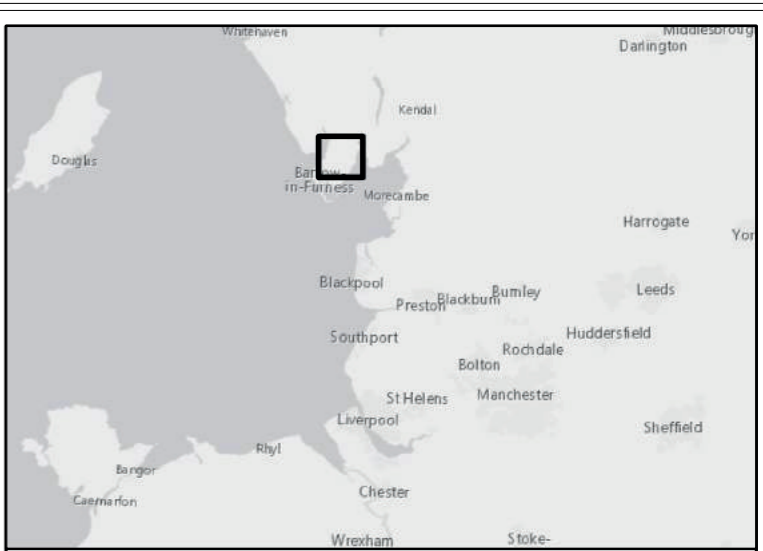 Whitehaven
Middlesbroug
Darlington
Kendal
Douglas
Barrow-
in-Furness
Morecambe
Harrogate
Yor
Blackpool
Preston
Blackburn
Burnley
Leeds
Southport
Huddersfield
Rochdale
Bolton
St Helens
Manchester
Liverpool
Sheffield
Rhyl
Bangor
Caernarfon
Chester
Wrexham
Stoke-